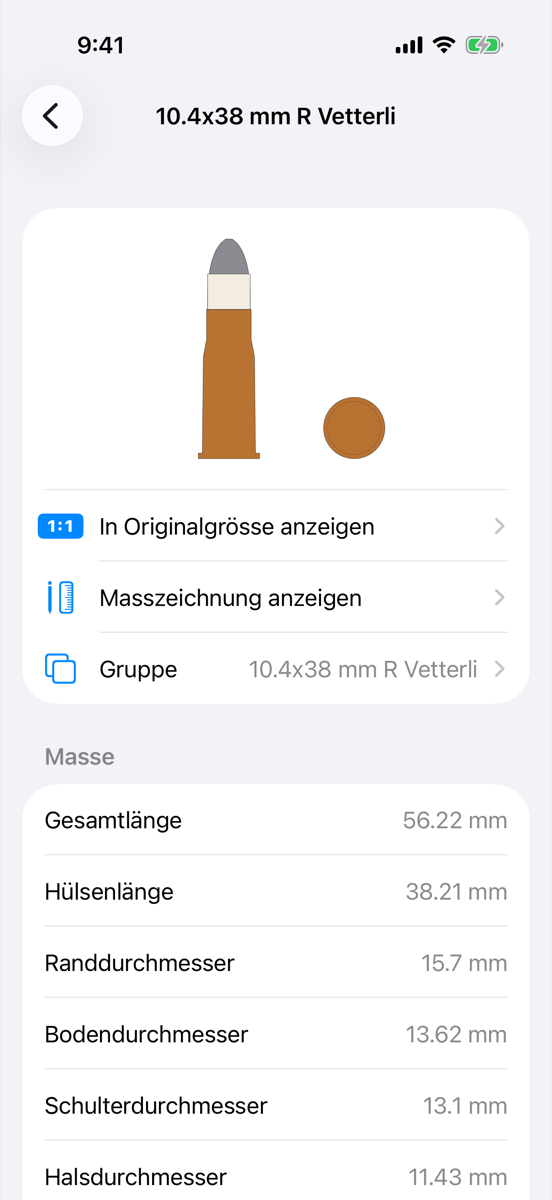 9:41
10.4x38 mm R Vetterli
1:1 In Originalgrösse anzeigen
Masszeichnung anzeigen
Gruppe 10.4x38 mm R Vetterli
Masse
Gesamtlänge 56.22 mm
Hülsenlänge 38.21 mm
Randdurchmesser 15.7 mm
Bodendurchmesser 13.62 mm
Schulterdurchmesser 13.1 mm
Halsdurchmesser 11.43 mm